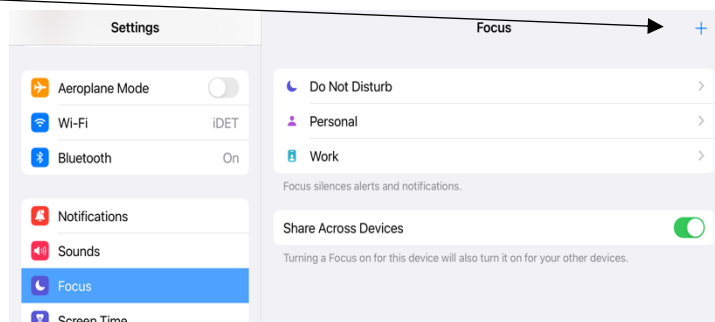 Settings
Focus
+
Aeroplane Mode
Wi-Fi iDET
Bluetooth On
Notifications
Sounds
Focus
Screen Time
Do Not Disturb
Personal
Work
Focus silences alerts and notifications.
Share Across Devices
Turning a Focus on for this device will also turn it on for your other devices.